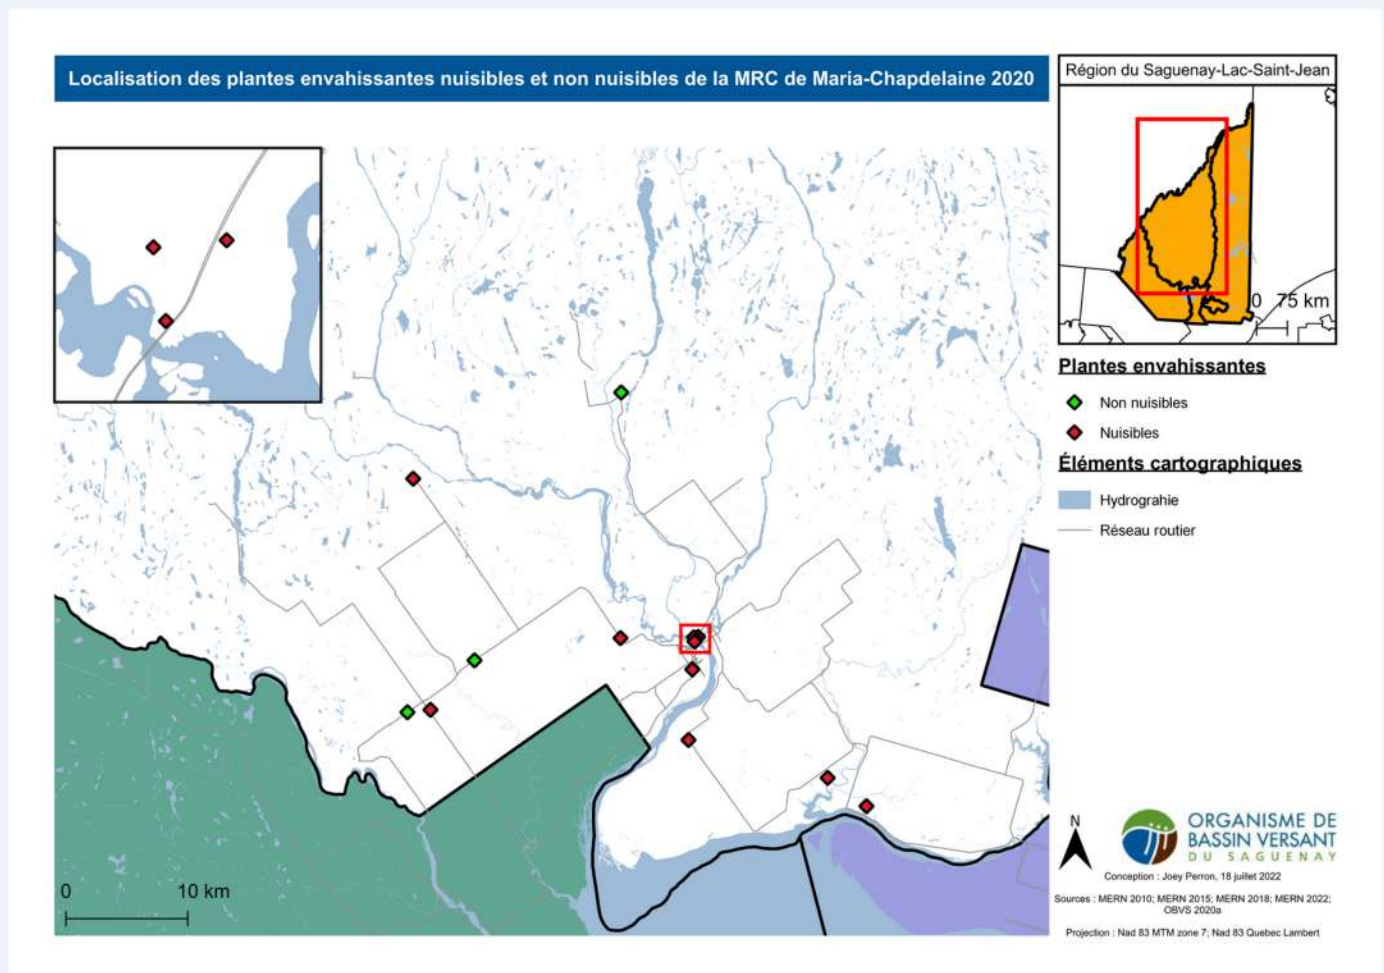 Localisation des plantes envahissantes nuisibles et non nuisibles de la MRC de Maria-Chapdelaine 2020
Région du Saguenay-Lac-Saint-Jean
0 75 km
Plantes envahissantes
Non nuisibles
Nuisibles
Éléments cartographiques
Hydrograhie
Réseau routier
0 10 km
N
ORGANISME DE
BASSIN VERSANT
DU SAGUENAY
Conception : Joey Perron, 18 juillet 2022
Sources : MERN 2010; MERN 2015; MERN 2018; MERN 2022;
OBVS 2020a
Projection : Nad 83 MTM zone 7; Nad 83 Quebec Lambert